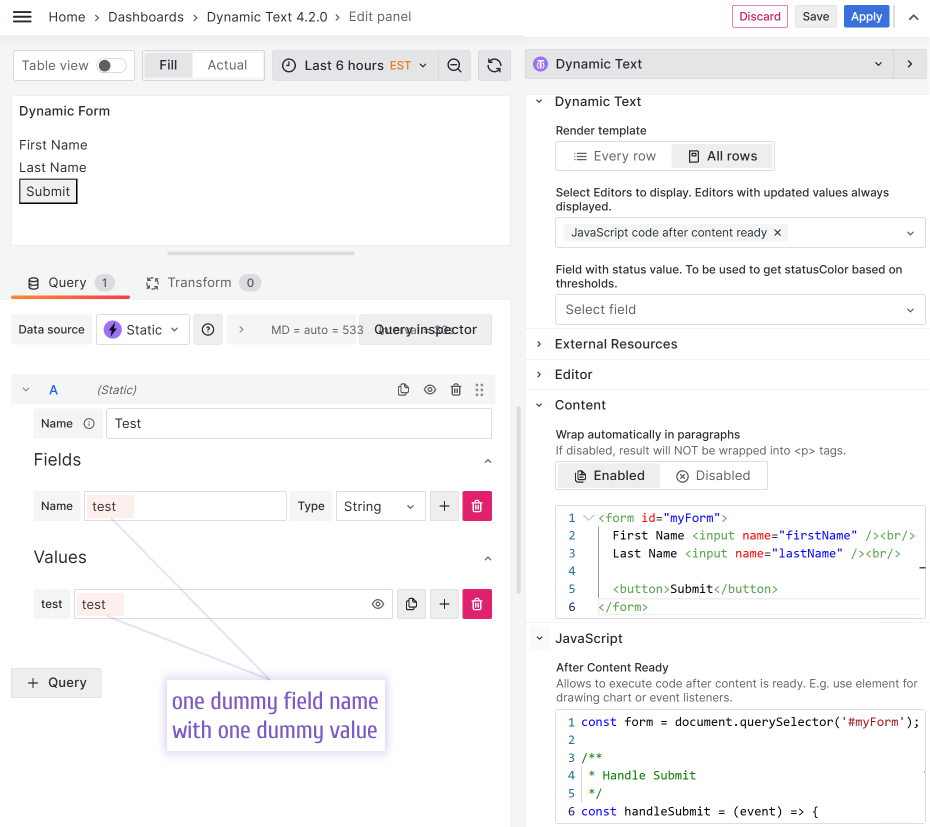 Home › Dashboards › Dynamic Text 4.2.0 › Edit panel
Discard Save Apply
Table view Fill Actual Last 6 hours EST
Dynamic Text
Dynamic Form
First Name
Last Name
Submit
Query 1 Transform 0
Data source Static MD = auto = 533 Query inspector
A (Static)
Name Test
Fields
Name test Type String
Values
test test
+ Query
one dummy field name
with one dummy value
Dynamic Text
Render template
Every row All rows
Select Editors to display. Editors with updated values always
displayed.
JavaScript code after content ready ×
Field with status value. To be used to get statusColor based on
thresholds.
Select field
External Resources
Editor
Content
Wrap automatically in paragraphs
If disabled, result will NOT be wrapped into <p> tags.
Enabled Disabled
1 <form id="myForm">
2 First Name <input name="firstName" /><br/>
3 Last Name <input name="lastName" /><br/>
4
5 <button>Submit</button>
6 </form>
JavaScript
After Content Ready
Allows to execute code after content is ready. E.g. use element for
drawing chart or event listeners.
1 const form = document.querySelector('#myForm');
2
3 /**
4 * Handle Submit
5 */
6 const handleSubmit = (event) => {